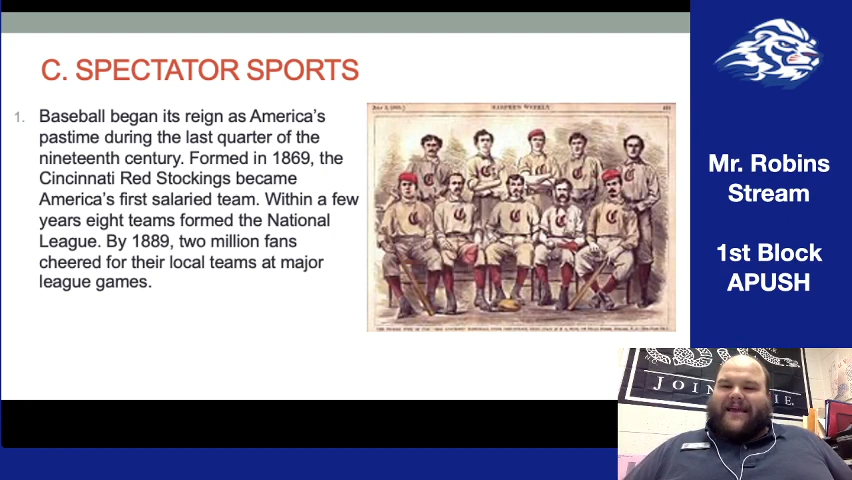 C. SPECTATOR SPORTS
1. Baseball began its reign as America's
pastime during the last quarter of the
nineteenth century. Formed in 1869, the
Cincinnati Red Stockings became
America's first salaried team. Within a few
years eight teams formed the National
League. By 1889, two million fans
cheered for their local teams at major
league games.
HARPER'S WEEKLY
Mr. Robins
Stream
1st Block
APUSH
JOIN
IE.